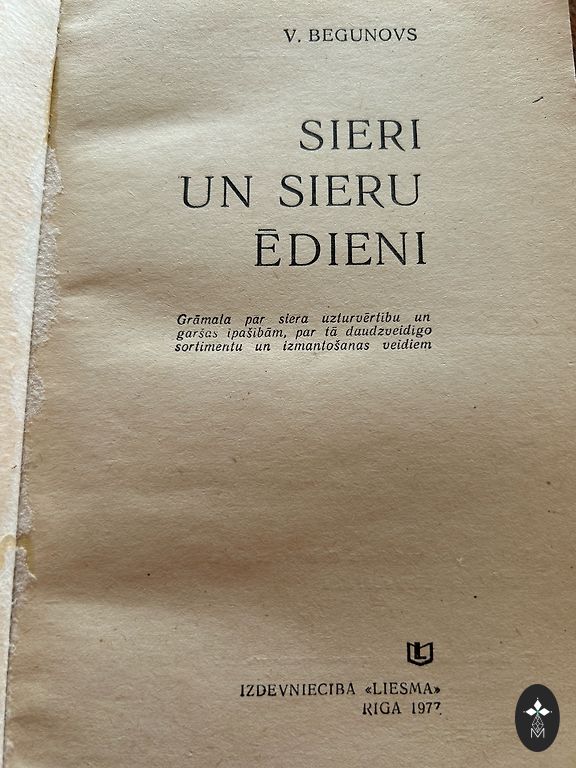 V. BEGUNOVS
SIERI
UN SIERU
ĒDIENI
Grāmata par siera uzturvērtību un
garšas īpašībām, par tā daudzveidīgo
sortimentu un izmantošanas veidiem
IZDEVNIECĪBA «LIESMA»
RĪGA 1977